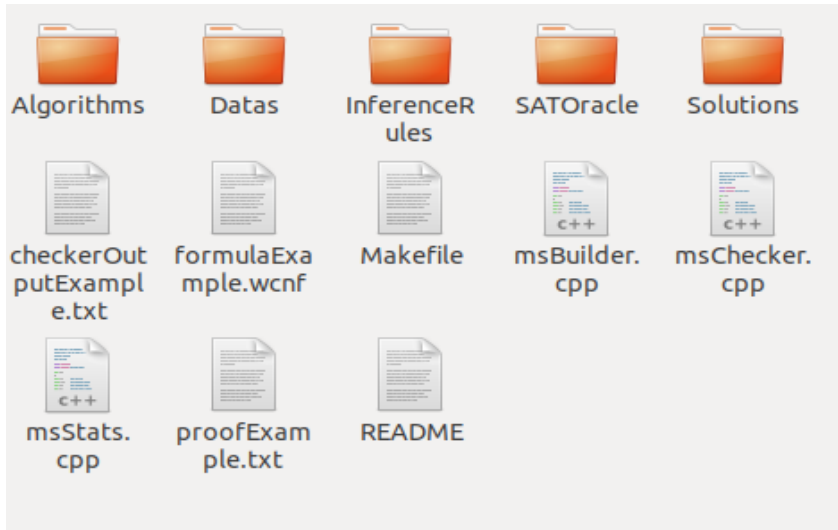 Algorithms Datas InferenceR SATOracle Solutions
ules
c++ c++
checkerOut formulaExa Makefile msBuilder. msChecker.
putExampl mple.wcnf cpp cpp
e.txt
c++
msStats. proofExam README
cpp ple.txt